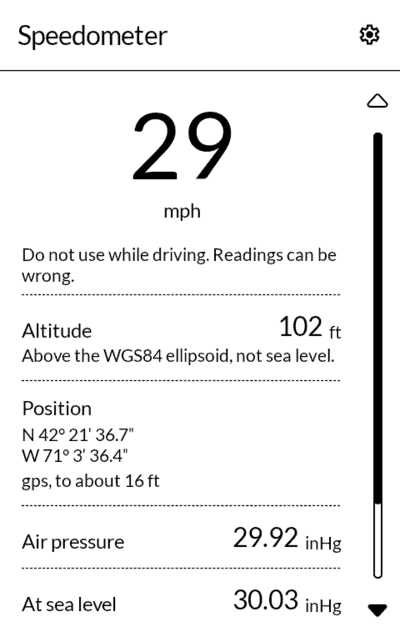 Speedometer
29
mph
Do not use while driving. Readings can be
wrong.
Altitude 102 ft
Above the WGS84 ellipsoid, not sea level.
Position
N 42° 21' 36.7"
W 71° 3' 36.4"
gps, to about 16 ft
Air pressure 29.92 inHg
At sea level 30.03 inHg